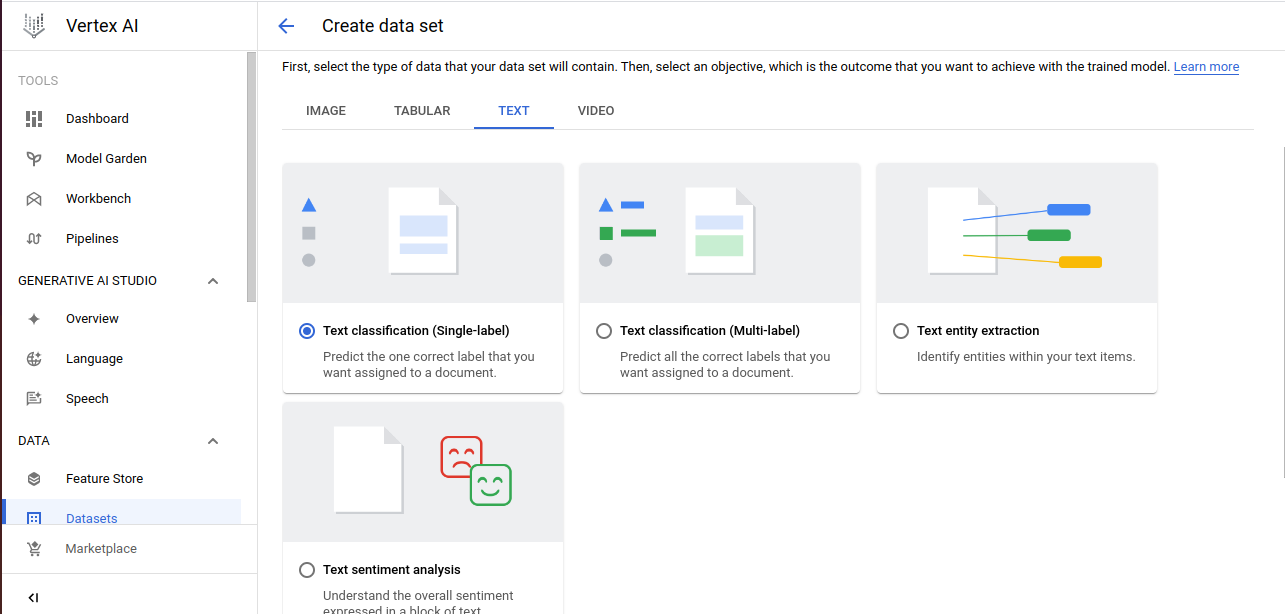 Vertex AI
Create data set
First, select the type of data that your data set will contain. Then, select an objective, which is the outcome that you want to achieve with the trained model. Learn more
TOOLS
Dashboard
Model Garden
Workbench
Pipelines
GENERATIVE AI STUDIO
Overview
Language
Speech
DATA
Feature Store
Datasets
Marketplace
IMAGE
TABULAR
TEXT
VIDEO
Text classification (Single-label)
Predict the one correct label that you
want assigned to a document.
Text classification (Multi-label)
Predict all the correct labels that you
want assigned to a document.
Text entity extraction
Identify entities within your text items.
Text sentiment analysis
Understand the overall sentiment
expressed in a block of text